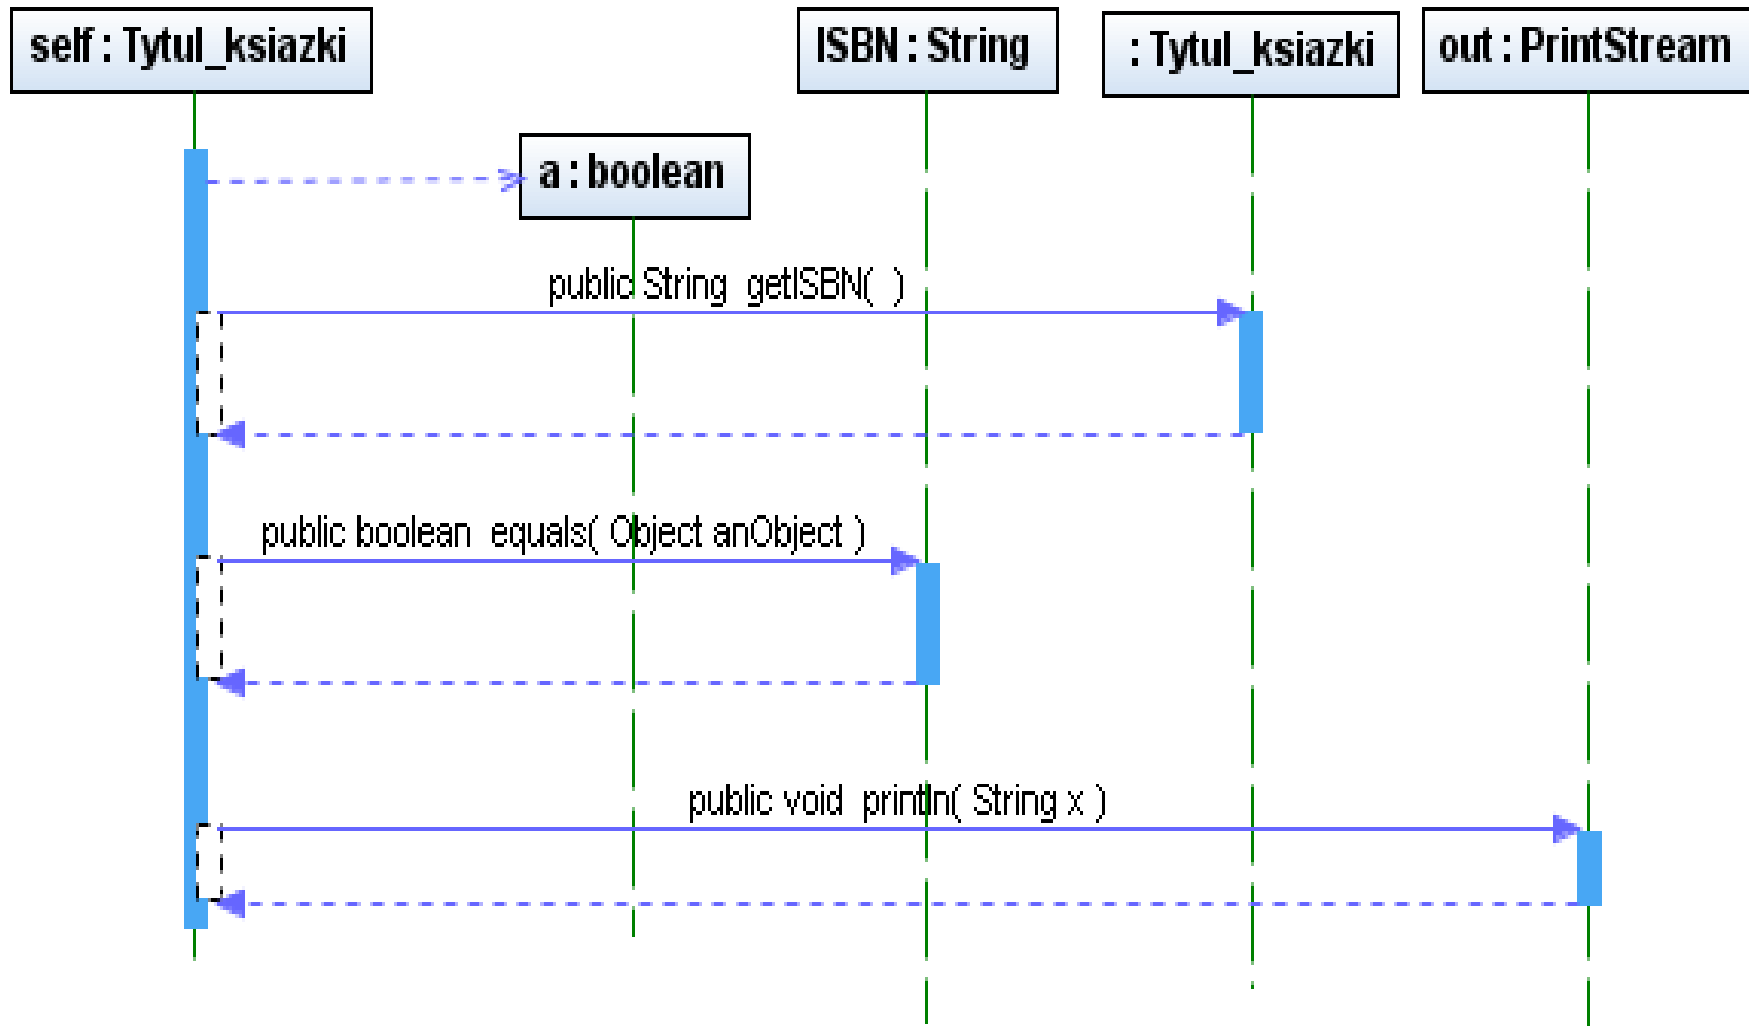 self : Tytul_ksiazki
ISBN : String
: Tytul_ksiazki
out : PrintStream
a : boolean
public String getISBN( )
public boolean equals( Object anObject )
public void println( String x )